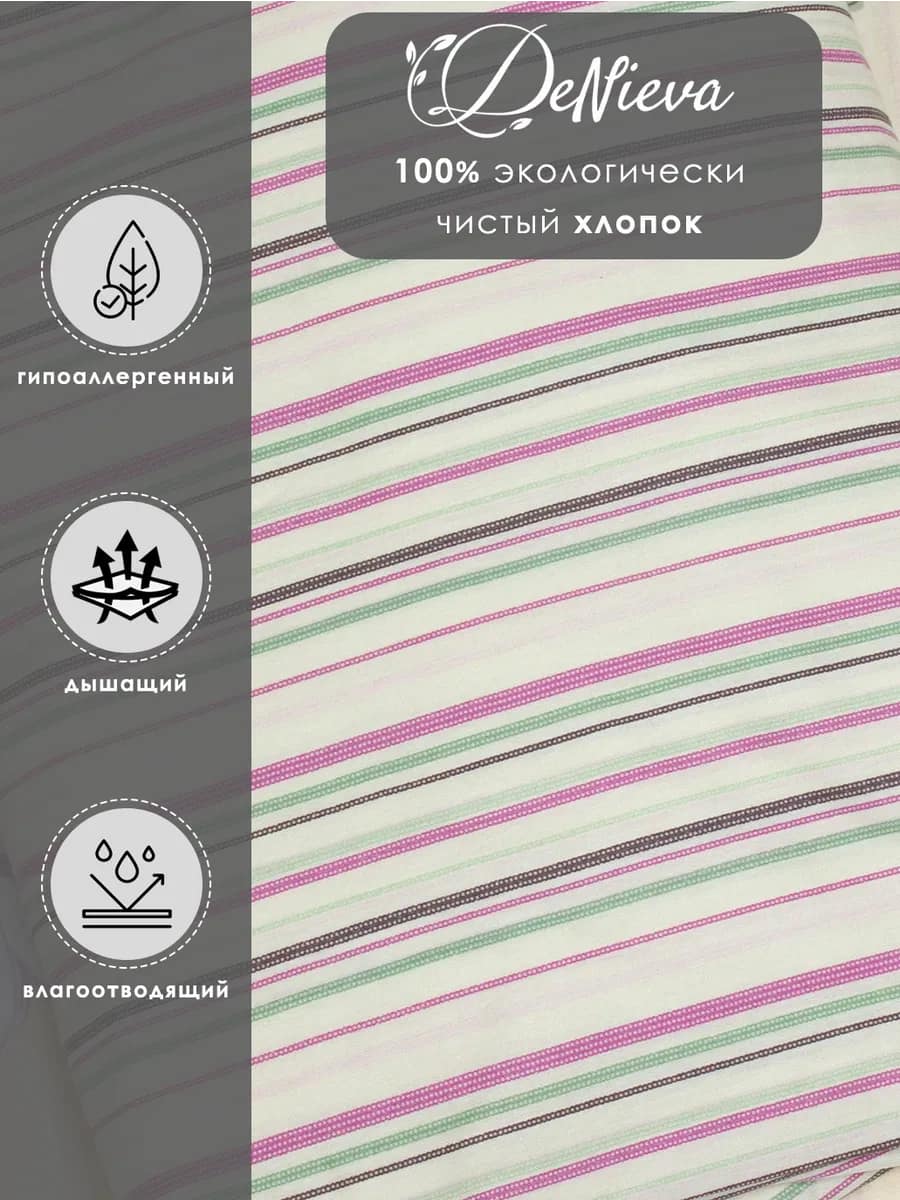 DeNieva
100% экологически
чистый хлопок
гипоаллергенный
дышащий
влагоотводящий